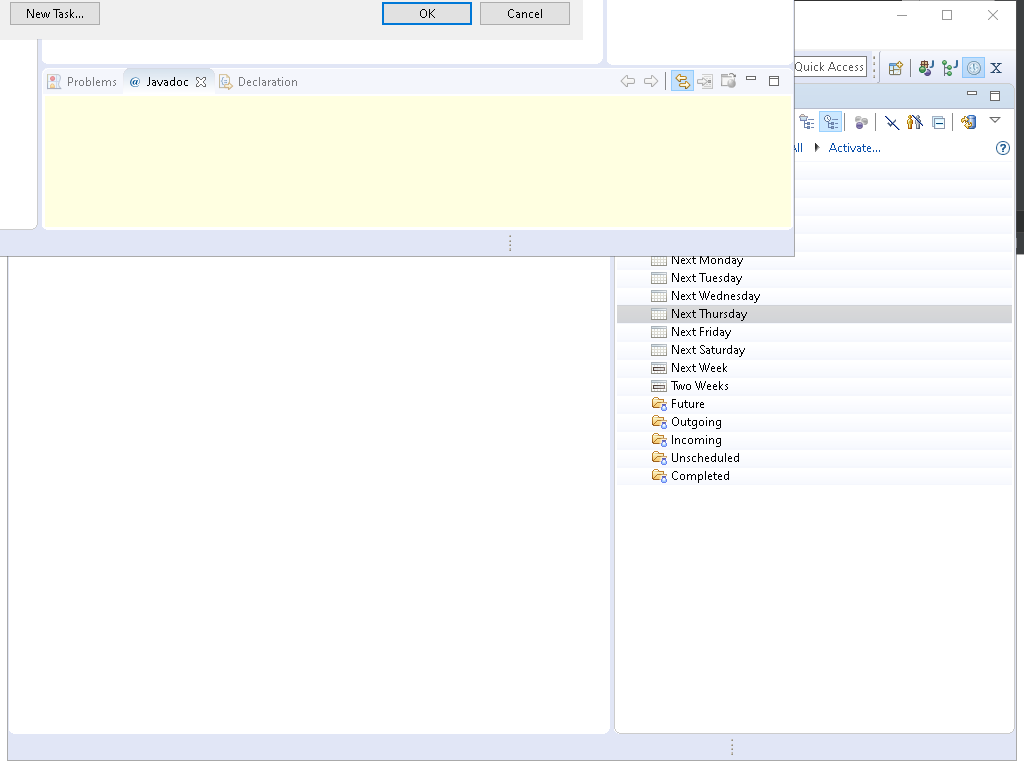 New Task...
OK
Cancel
Quick Access
Problems
@ Javadoc
Declaration
Activate...
Next Monday
Next Tuesday
Next Wednesday
Next Thursday
Next Friday
Next Saturday
Next Week
Two Weeks
Future
Outgoing
Incoming
Unscheduled
Completed